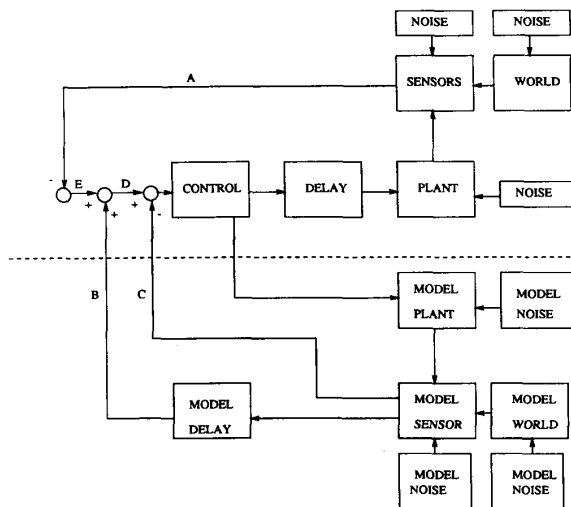 NOISE
NOISE
A
SENSORS
WORLD
-
E
D
+
+
+
-
CONTROL
DELAY
PLANT
NOISE
B
C
MODEL
PLANT
MODEL
NOISE
MODEL
DELAY
MODEL
SENSOR
MODEL
WORLD
MODEL
NOISE
MODEL
NOISE